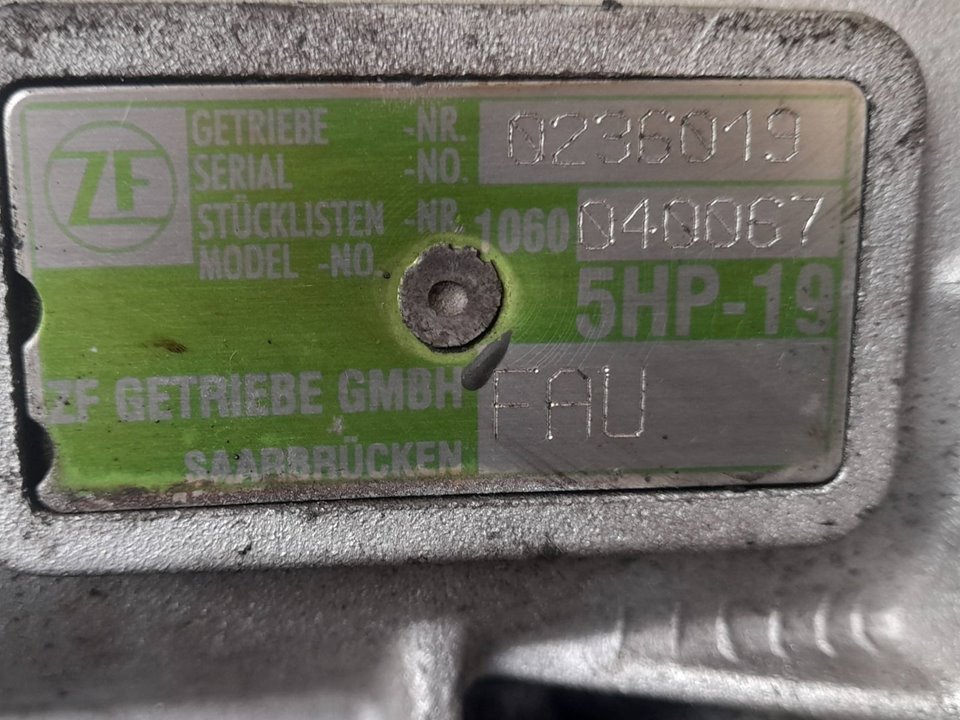 ZF
GETRIEBE -NR. 0236019
SERIAL -NO.
STÜCKLISTEN -NR. 1060 040067
MODEL -NO.
5HP-19
ZF GETRIEBE GMBH FAU
SAARBRÜCKEN